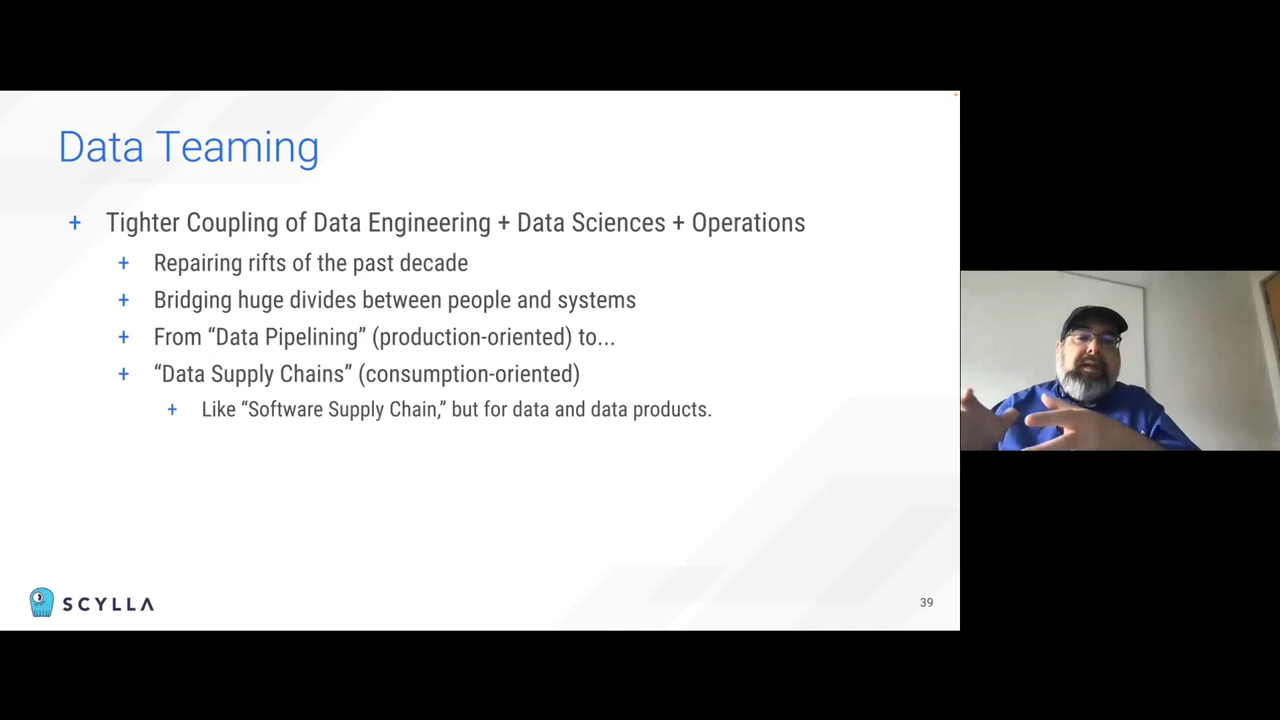 Data Teaming
+ Tighter Coupling of Data Engineering + Data Sciences + Operations
+ Repairing rifts of the past decade
+ Bridging huge divides between people and systems
+ From “Data Pipelining” (production-oriented) to...
+ “Data Supply Chains” (consumption-oriented)
+ Like “Software Supply Chain,” but for data and data products.
SCYLLA
39